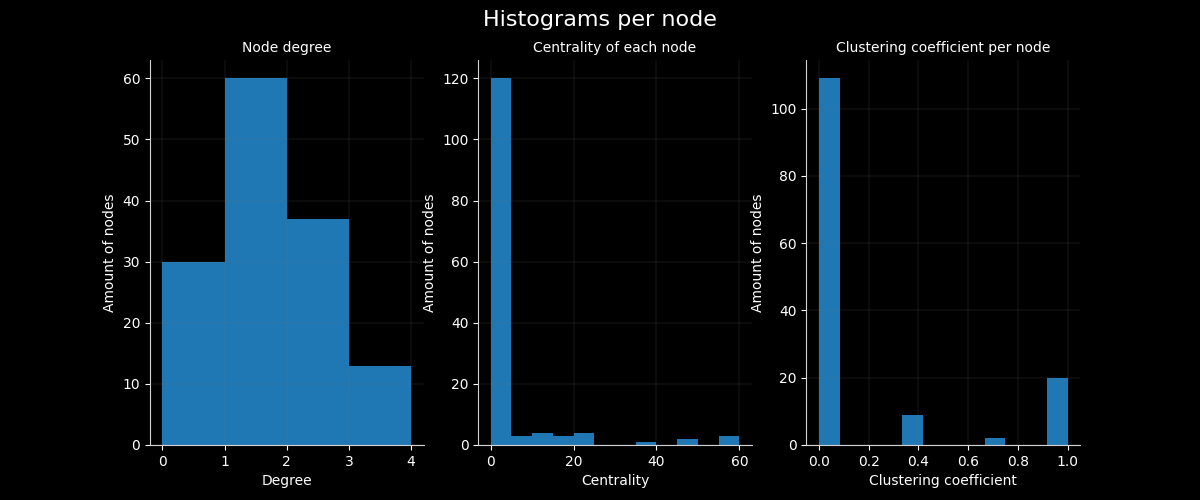 Histograms per node
Node degree
Amount of nodes
60
50
40
30
20
10
0
0 1 2 3 4
Degree
Centrality of each node
Amount of nodes
120
100
80
60
40
20
0
0 20 40 60
Centrality
Clustering coefficient per node
Amount of nodes
100
80
60
40
20
0
0.0 0.2 0.4 0.6 0.8 1.0
Clustering coefficient